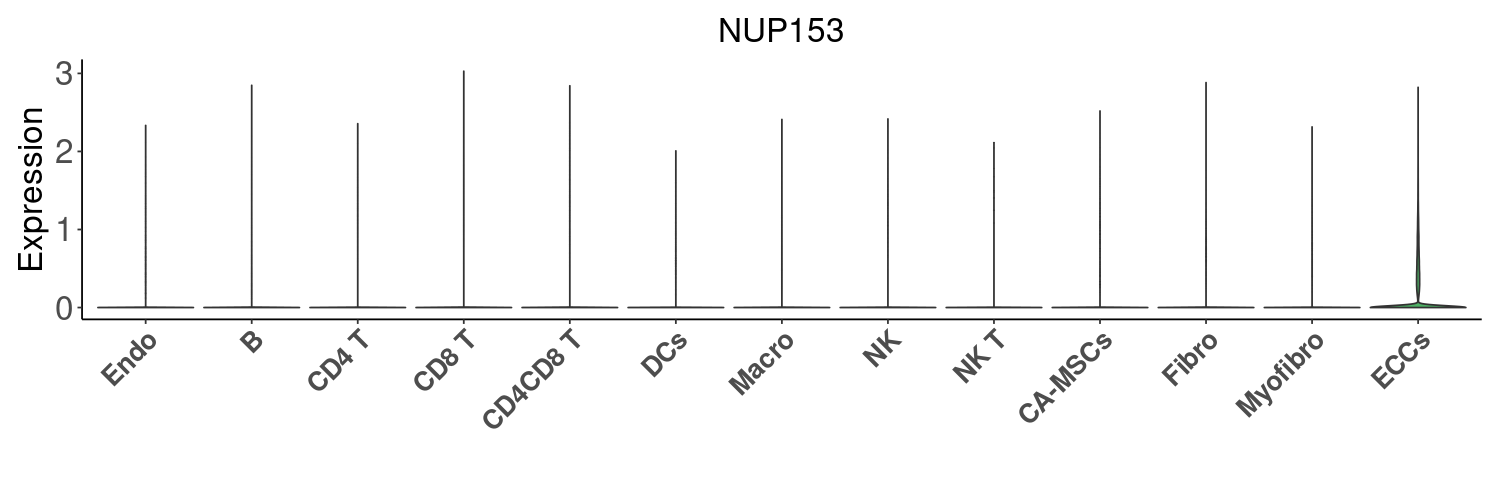 NUP153
Expression
3
2
1
0
Endo
B
CD4 T
CD8 T
CD4CD8 T
DCs
Macro
NK
NK T
CA-MSCs
Fibro
Myofibro
ECCs